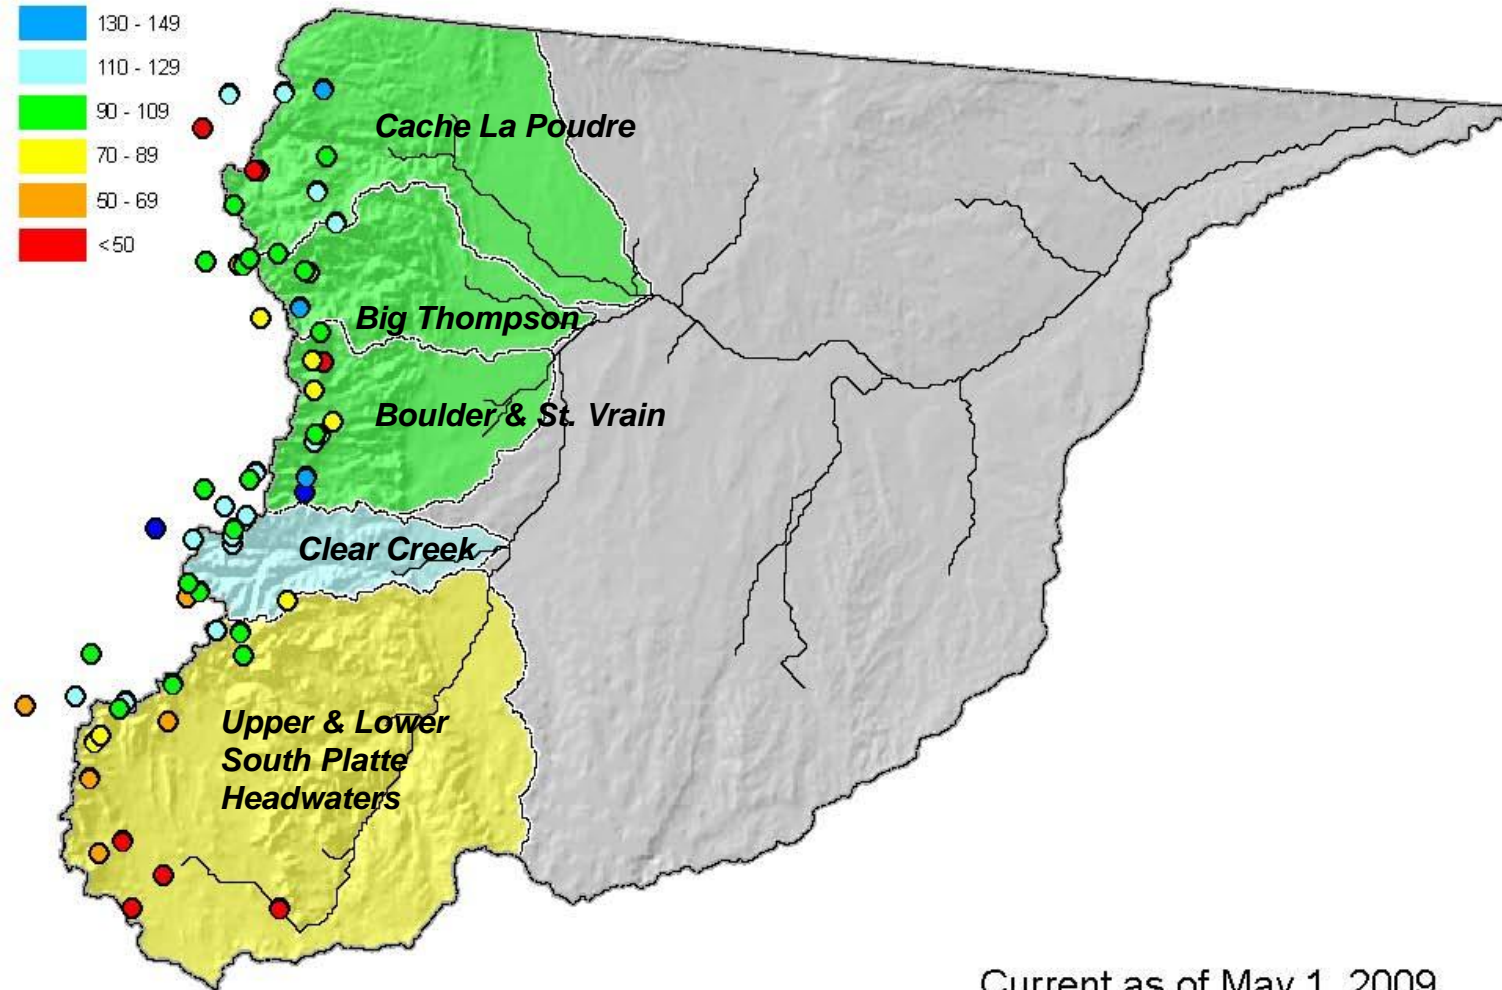 130 - 149
110 - 129
90 - 109
70 - 89
50 - 69
<50
Cache La Poudre
Big Thompson
Boulder & St. Vrain
Clear Creek
Upper & Lower
South Platte
Headwaters
Current as of May 1, 2009